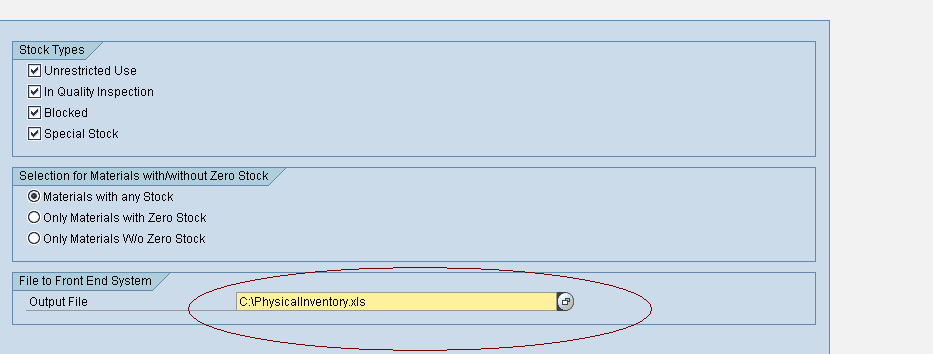 Stock Types
Unrestricted Use
In Quality Inspection
Blocked
Special Stock
Selection for Materials with/without Zero Stock
Materials with any Stock
Only Materials with Zero Stock
Only Materials W/o Zero Stock
File to Front End System
Output File C:\PhysicalInventory.xls